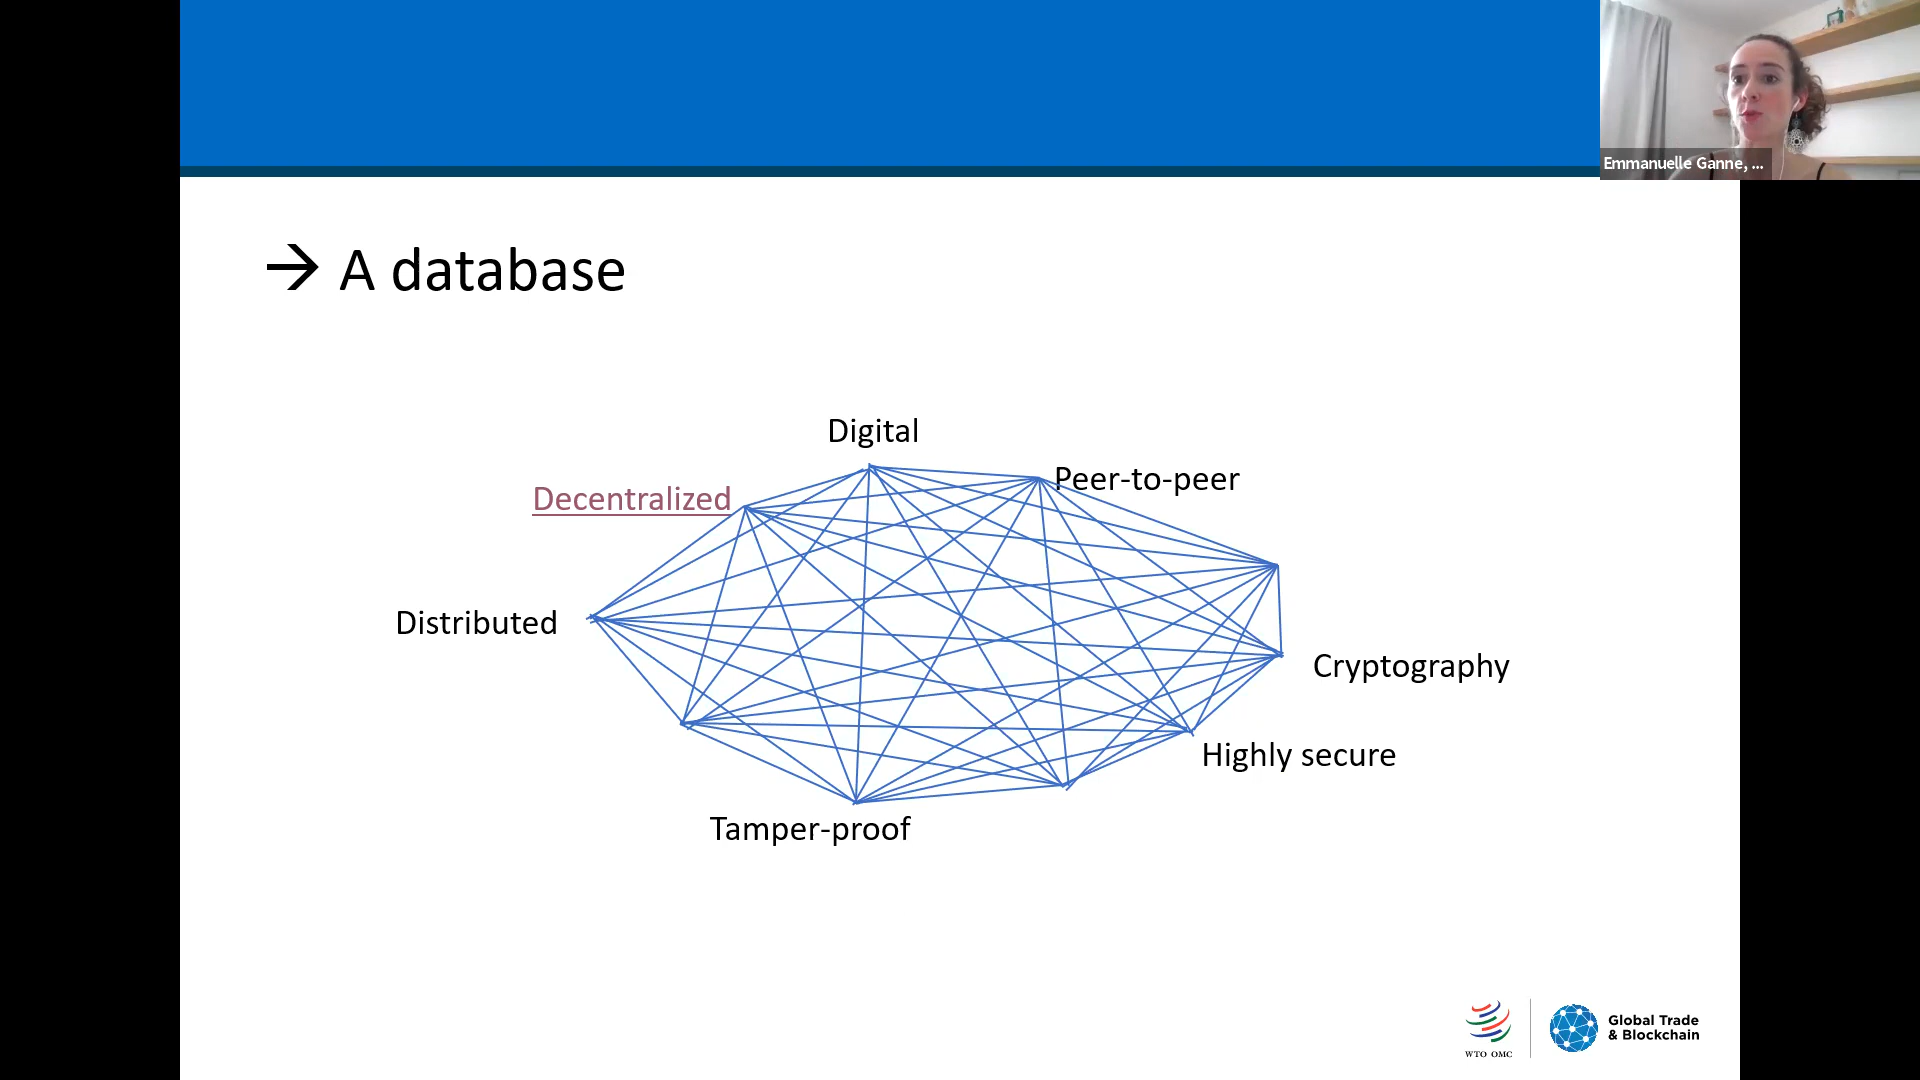 Emmanuelle Ganne, ...
→ A database
Digital
Peer-to-peer
Decentralized
Distributed
Cryptography
Highly secure
Tamper-proof
WTO OMC
Global Trade
& Blockchain